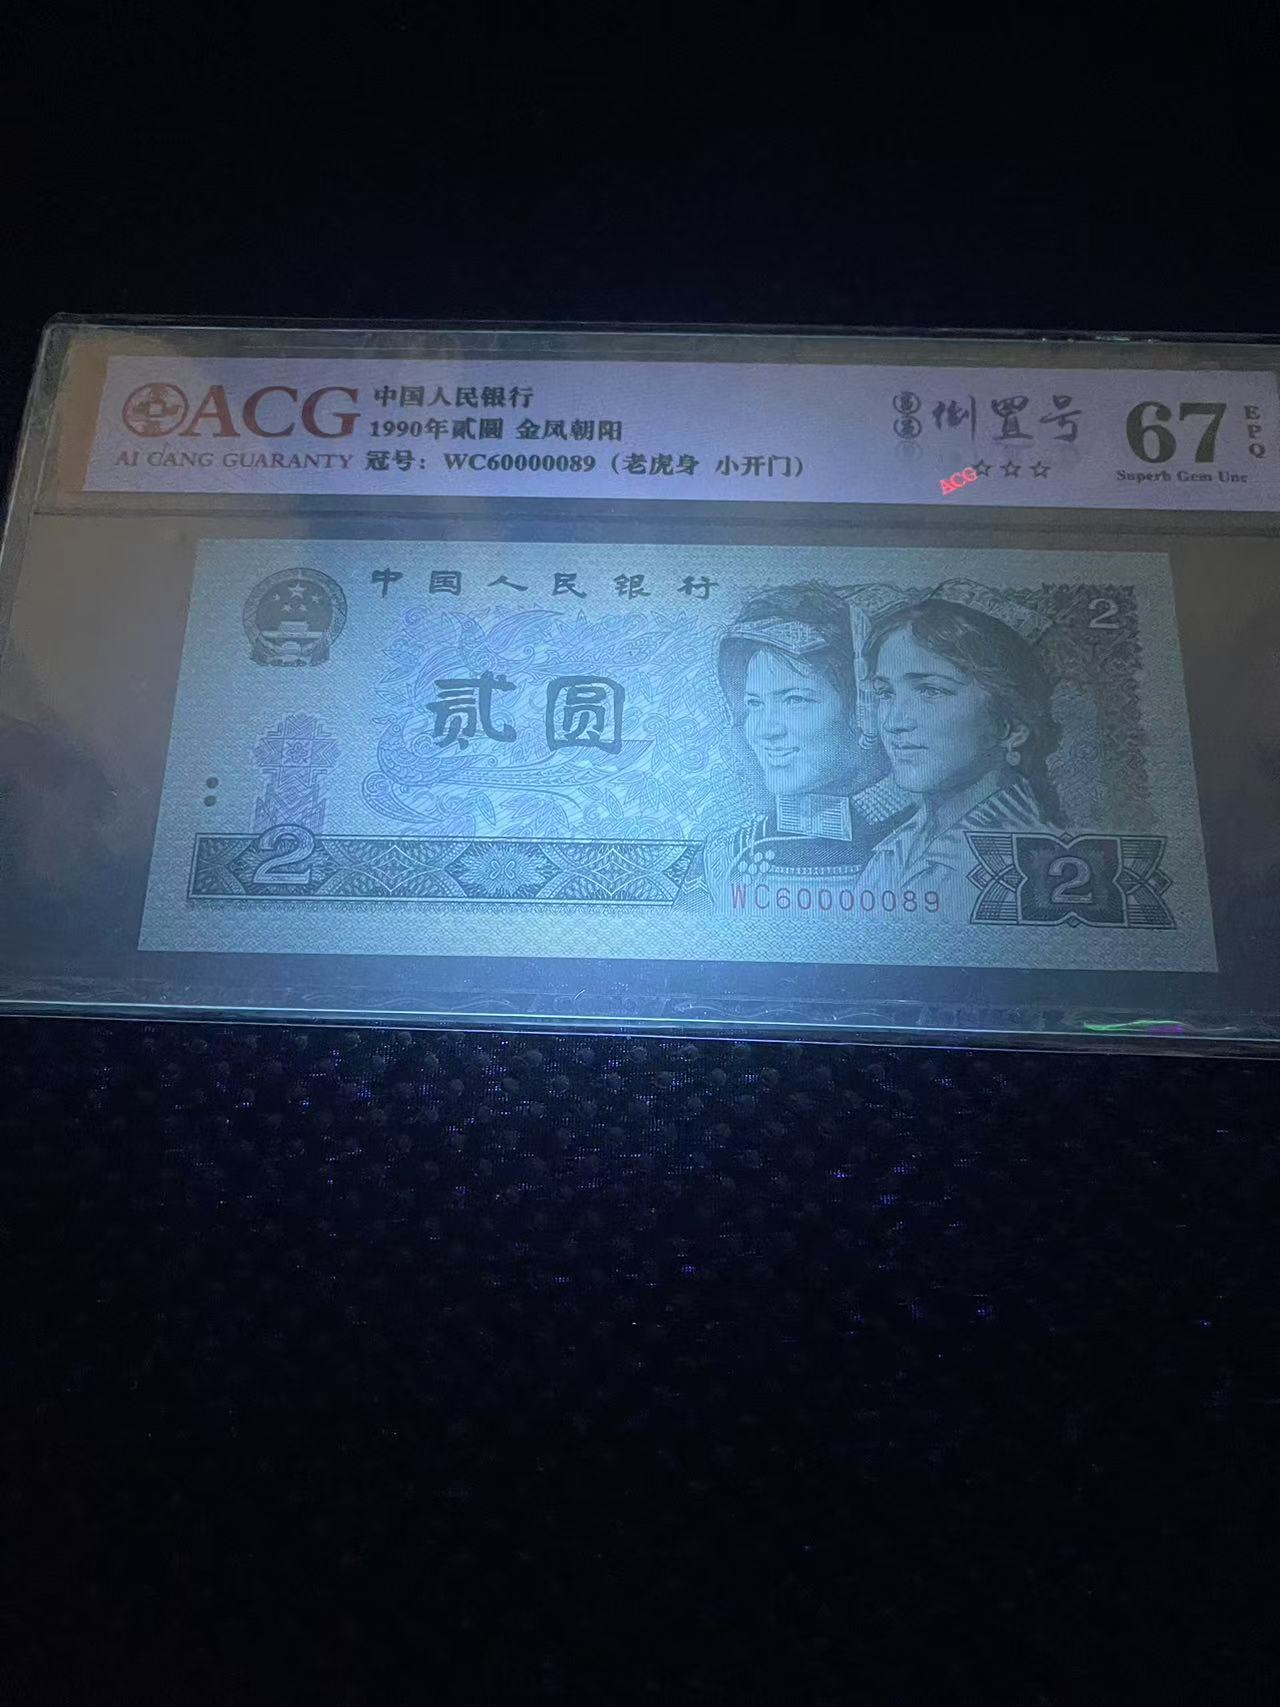 ACG
AI CANG GUARANTY
中国人民银行
1990年贰圆 金凤朝阳
冠号：WC60000089（老虎身 小开门）
倒置号
ACG☆☆☆
67
EPQ
Superb Gem Unc
中国人民银行
2
贰圆
2
WC60000089
2